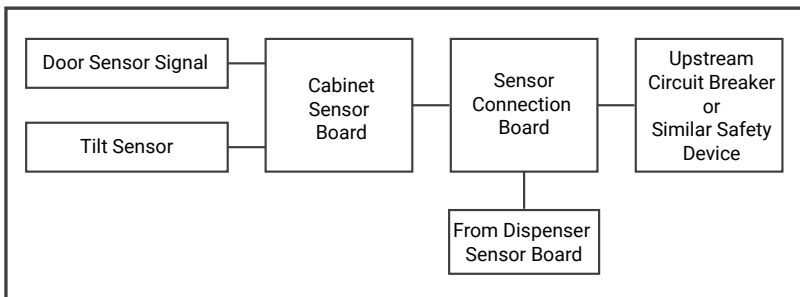 Door Sensor Signal
Tilt Sensor
Cabinet
Sensor
Board
Sensor
Connection
Board
Upstream
Circuit Breaker
or
Similar Safety
Device
From Dispenser
Sensor Board